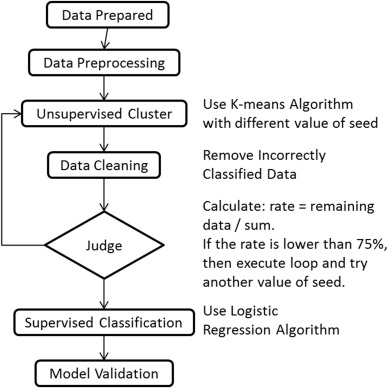 Data Prepared
Data Preprocessing
Unsupervised Cluster
Use K-means Algorithm
with different value of seed
Data Cleaning
Remove Incorrectly
Classified Data
Judge
Calculate: rate = remaining
data / sum.
If the rate is lower than 75%,
then execute loop and try
another value of seed.
Supervised Classification
Use Logistic
Regression Algorithm
Model Validation